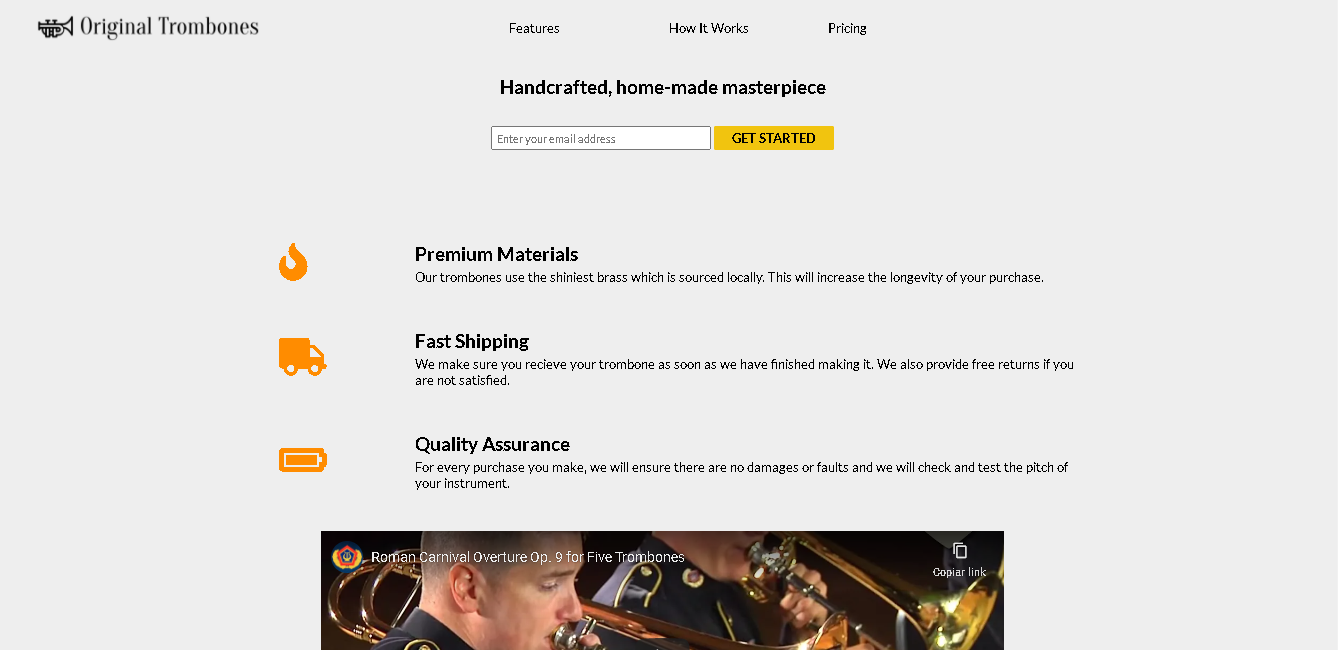 Original Trombones
Features
How It Works
Pricing
Handcrafted, home-made masterpiece
Enter your email address
GET STARTED
Premium Materials
Our trombones use the shiniest brass which is sourced locally. This will increase the longevity of your purchase.
Fast Shipping
We make sure you recieve your trombone as soon as we have finished making it. We also provide free returns if you
are not satisfied.
Quality Assurance
For every purchase you make, we will ensure there are no damages or faults and we will check and test the pitch of
your instrument.
Roman Carnival Overture Op. 9 for Five Trombones
Copiar link